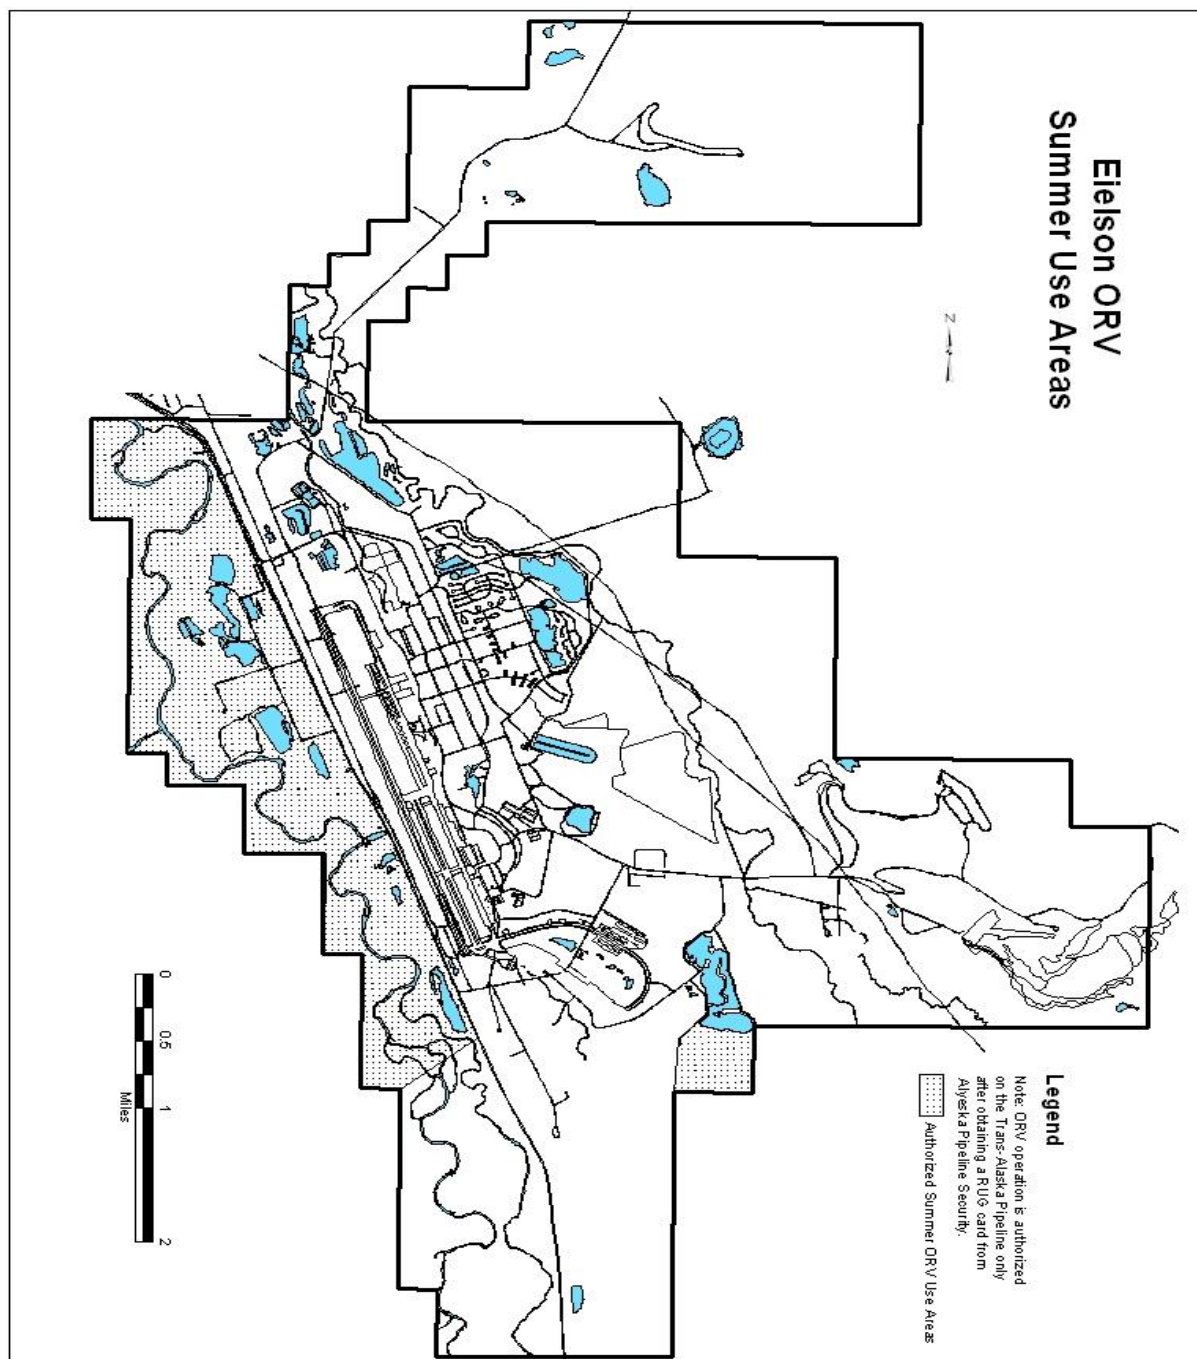 Eielson ORV
Summer Use Areas
N
Legend
Note: ORV operation is authorized
on the Trans-Alaska Pipeline only
after obtaining a RUG card from
Alyeska Pipeline Security.
Authorized Summer ORV Use Areas
0 0.5 1 2
Miles